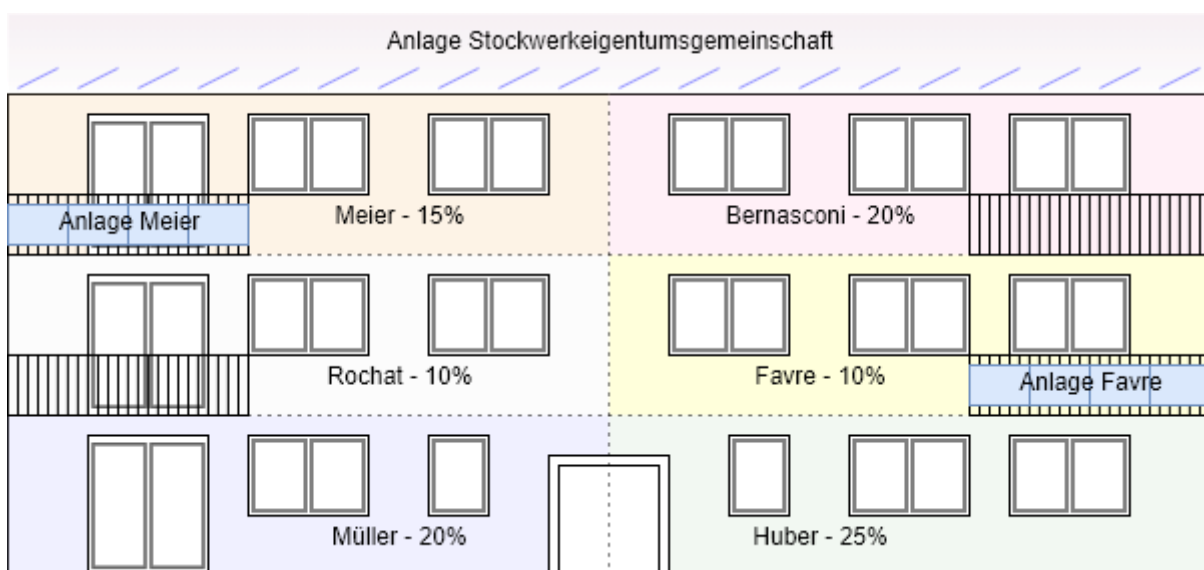 Anlage Stockwerkeigentumsgemeinschaft
Anlage Meier
Meier - 15%
Bernasconi - 20%
Rochat - 10%
Favre - 10%
Anlage Favre
Müller - 20%
Huber - 25%